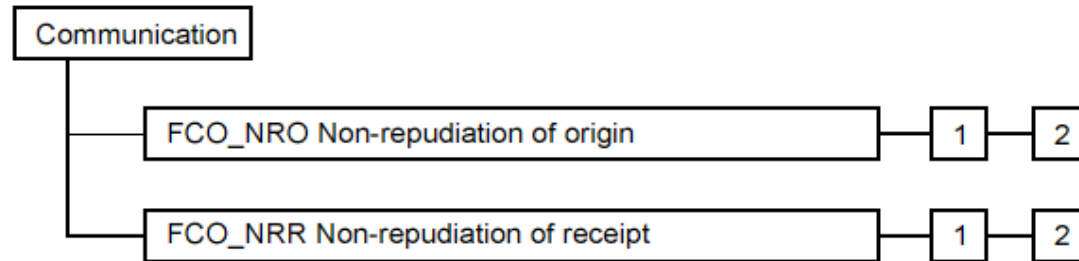 Communication
FCO_NRO Non-repudiation of origin 1 2
FCO_NRR Non-repudiation of receipt 1 2